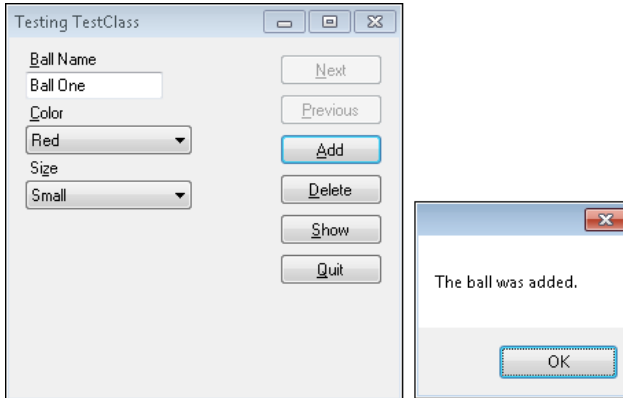 Testing TestClass
Ball Name
Ball One
Color
Red
Size
Small
Next
Previous
Add
Delete
Show
Quit
The ball was added.
OK